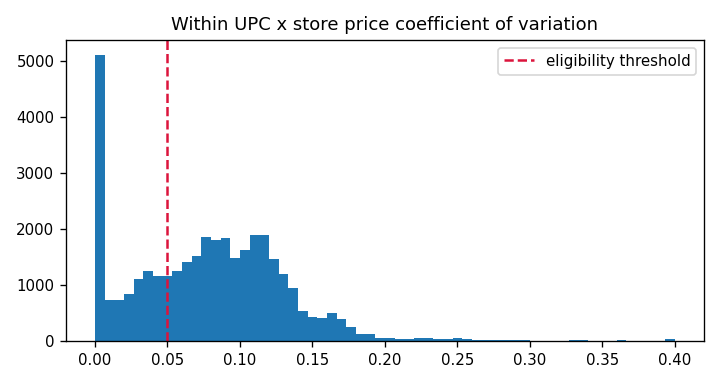 Within UPC x store price coefficient of variation
eligibility threshold
5000
4000
3000
2000
1000
0
0.00 0.05 0.10 0.15 0.20 0.25 0.30 0.35 0.40